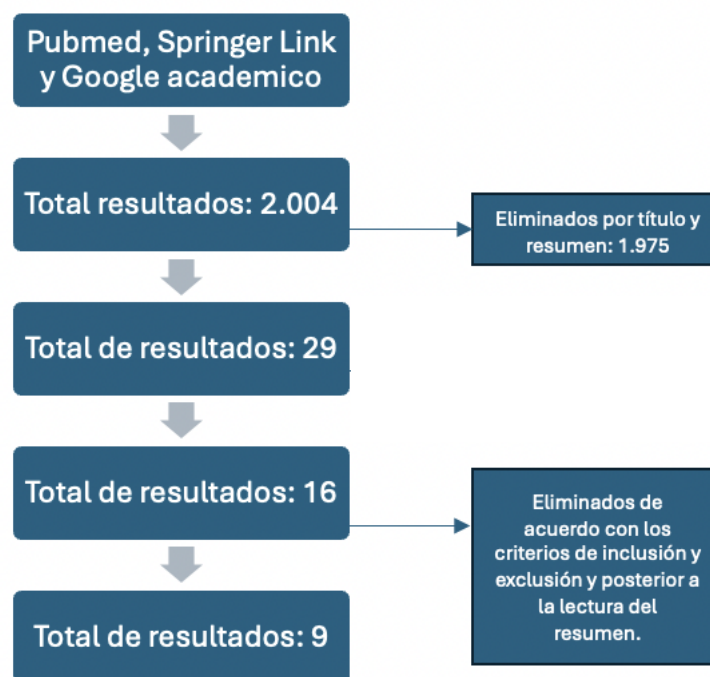 Pubmed, Springer Link
y Google academico
Total resultados: 2.004
Eliminados por título y
resumen: 1.975
Total de resultados: 29
Total de resultados: 16
Eliminados de
acuerdo con los
criterios de inclusión y
exclusión y posterior a
la lectura del
resumen.
Total de resultados: 9